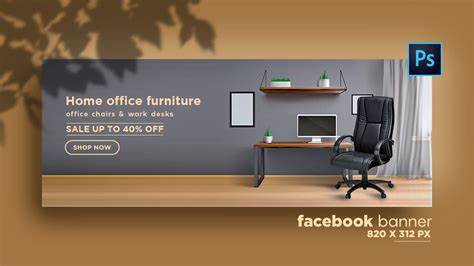 Home office furniture
office chairs & work desks
SALE UP TO 40% OFF
SHOP NOW
Ps
facebook banner
820 X 312 PX